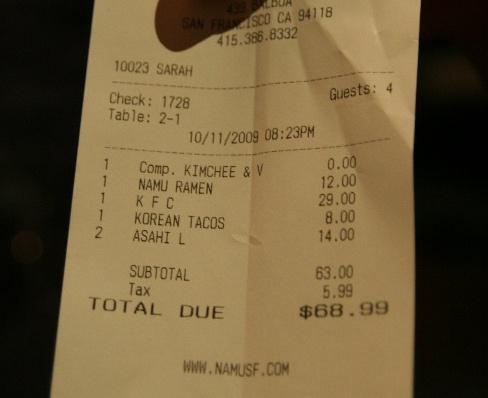 439 BALBOA
SAN FRANCISCO CA 94118
415.386.8332
10023 SARAH
Check: 1728 Guests: 4
Table: 2-1
10/11/2009 08:23PM
1 Comp. KIMCHEE & V 0.00
1 NAMU RAMEN 12.00
1 K F C 29.00
1 KOREAN TACOS 8.00
2 ASAHI L 14.00
SUBTOTAL 63.00
Tax 5.99
TOTAL DUE $68.99
WWW.NAMUSF.COM